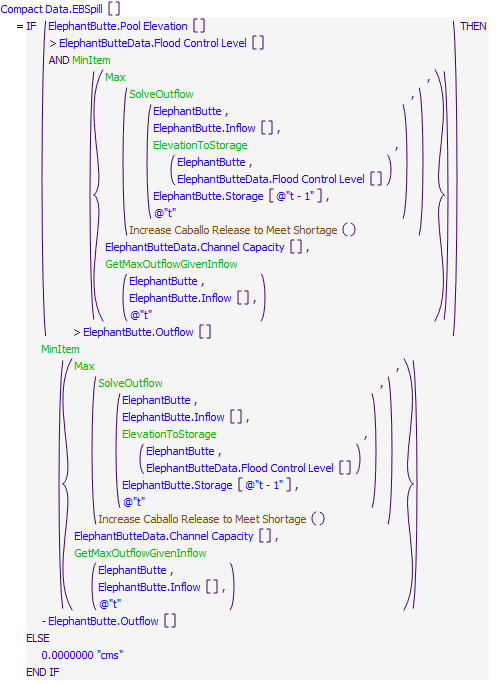 Compact Data.EBSpill []
= IF ( ElephantButte.Pool Elevation [] ) THEN
> ElephantButteData.Flood Control Level []
AND MinItem
{ Max ( , ) , }
SolveOutflow ,
( ElephantButte ,
ElephantButte.Inflow [] ,
ElevationToStorage ,
( ElephantButte ,
ElephantButteData.Flood Control Level [] )
ElephantButte.Storage [ @"t - 1" ] ,
@"t" )
Increase Caballo Release to Meet Shortage ()
ElephantButteData.Channel Capacity [] ,
GetMaxOutflowGivenInflow
( ElephantButte ,
ElephantButte.Inflow [] ,
@"t" )
> ElephantButte.Outflow []
MinItem
{ Max ( , ) , }
SolveOutflow ,
( ElephantButte ,
ElephantButte.Inflow [] ,
ElevationToStorage ,
( ElephantButte ,
ElephantButteData.Flood Control Level [] )
ElephantButte.Storage [ @"t - 1" ] ,
@"t" )
Increase Caballo Release to Meet Shortage ()
ElephantButteData.Channel Capacity [] ,
GetMaxOutflowGivenInflow
( ElephantButte ,
ElephantButte.Inflow [] ,
@"t" )
- ElephantButte.Outflow []
ELSE
0.0000000 "cms"
END IF